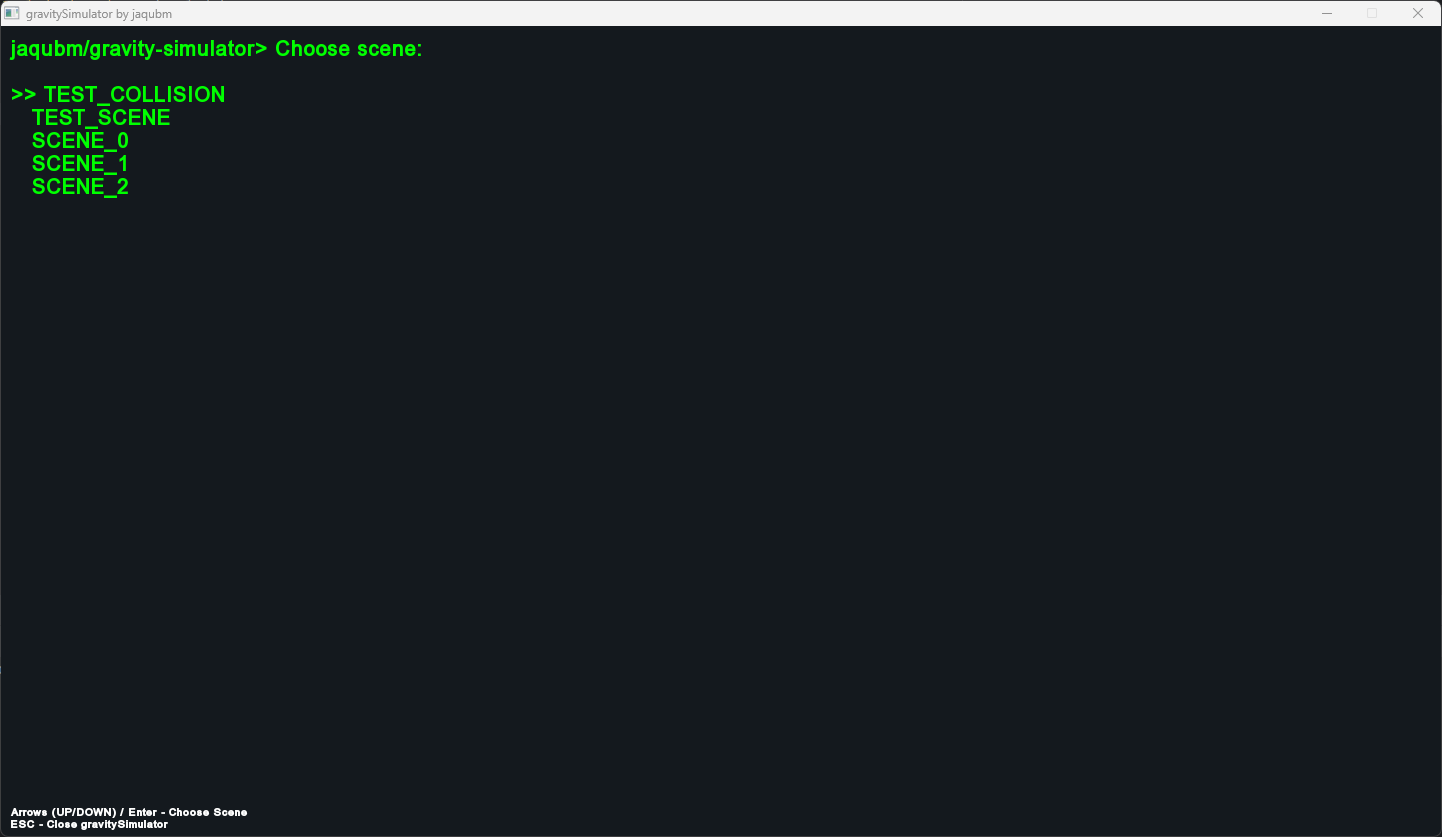 gravitySimulator by jaqubm
jaqubm/gravity-simulator> Choose scene:
>> TEST_COLLISION
TEST_SCENE
SCENE_0
SCENE_1
SCENE_2
Arrows (UP/DOWN) / Enter - Choose Scene
ESC - Close gravitySimulator